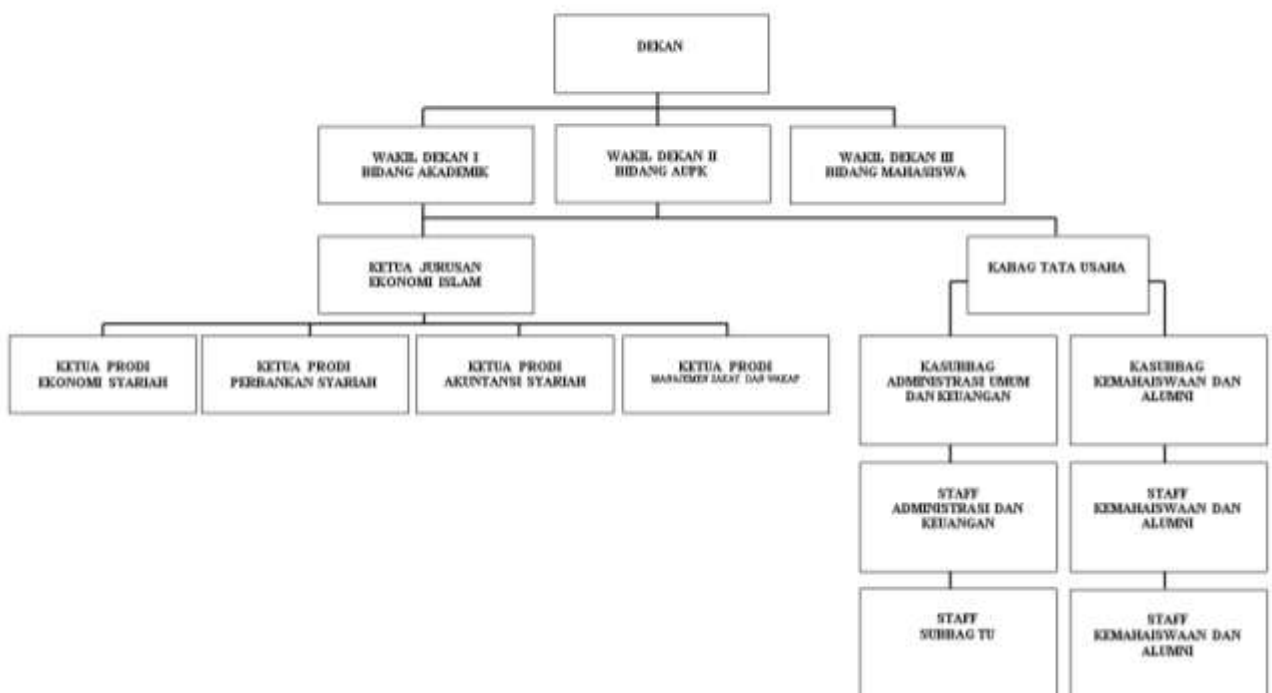 DEKAN
WAKIL DEKAN I
BIDANG AKADEMIK
WAKIL DEKAN II
BIDANG AUPK
WAKIL DEKAN III
BIDANG MAHASISWA
KETUA JURUSAN
EKONOMI ISLAM
KABAG TATA USAHA
KETUA PRODI
EKONOMI SYARIAH
KETUA PRODI
PERBANKAN SYARIAH
KETUA PRODI
AKUNTANSI SYARIAH
KETUA PRODI
MANAJEMEN ZAKAT DAN WAKAF
KASUBBAG
ADMINISTRASI UMUM
DAN KEUANGAN
KASUBBAG
KEMAHAISWAAN DAN
ALUMNI
STAFF
ADMINISTRASI DAN
KEUANGAN
STAFF
KEMAHAISWAAN DAN
ALUMNI
STAFF
SUBBAG TU
STAFF
KEMAHAISWAAN DAN
ALUMNI